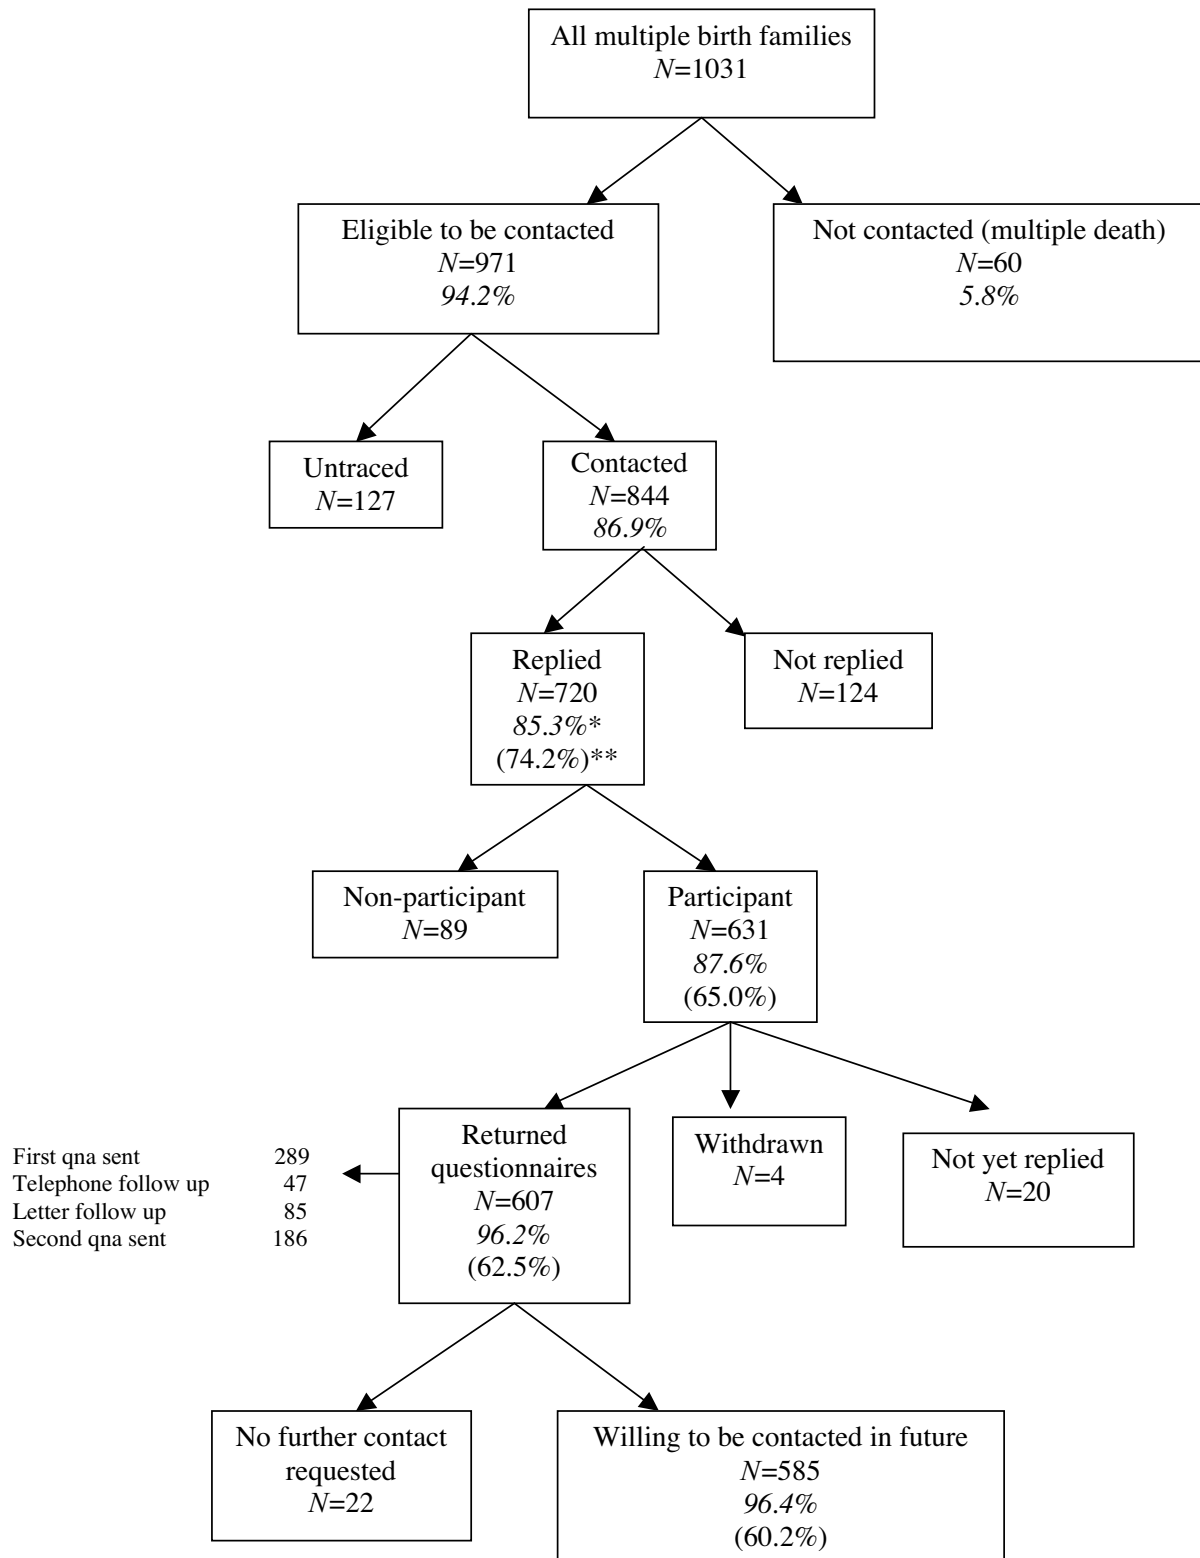 All multiple birth families
N=1031
Eligible to be contacted
N=971
94.2%
Not contacted (multiple death)
N=60
5.8%
Untraced
N=127
Contacted
N=844
86.9%
Replied
N=720
85.3%*
(74.2%)**
Not replied
N=124
Non-participant
N=89
Participant
N=631
87.6%
(65.0%)
First qna sent 289
Telephone follow up 47
Letter follow up 85
Second qna sent 186
Returned
questionnaires
N=607
96.2%
(62.5%)
Withdrawn
N=4
Not yet replied
N=20
No further contact
requested
N=22
Willing to be contacted in future
N=585
96.4%
(60.2%)